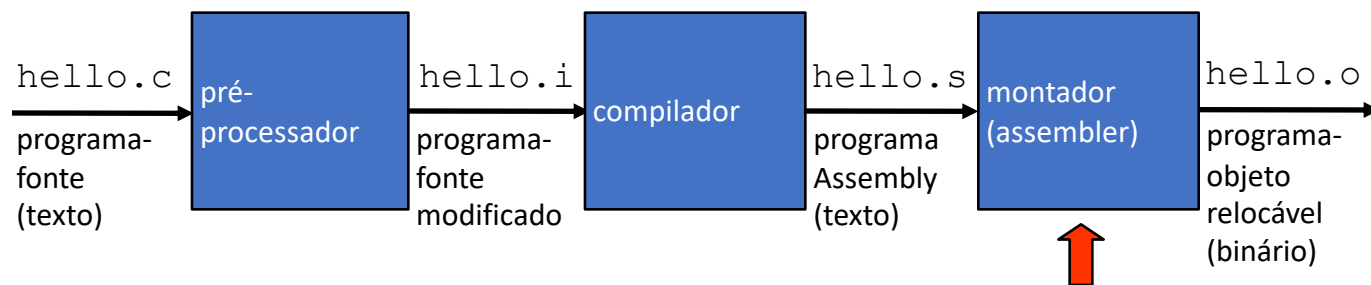 hello.c
programa-
fonte
(texto)
pré-
processador
hello.i
programa-
fonte
modificado
compilador
hello.s
programa
Assembly
(texto)
montador
(assembler)
hello.o
programa-
objeto
relocável
(binário)